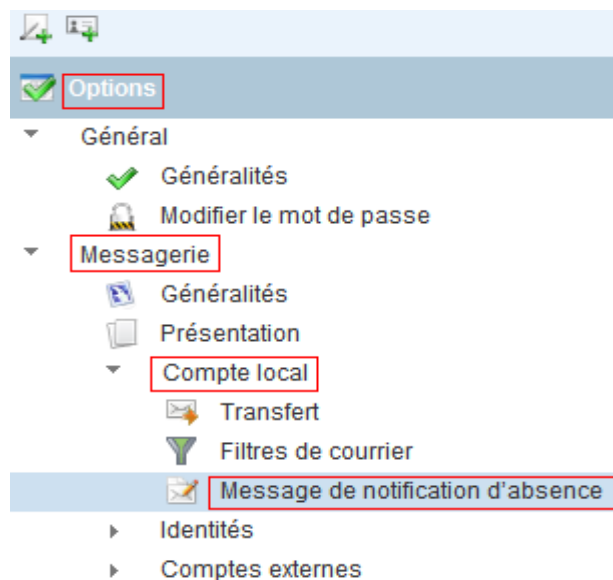 Options
Général
Généralités
Modifier le mot de passe
Messagerie
Généralités
Présentation
Compte local
Transfert
Filtres de courrier
Message de notification d'absence
Identités
Comptes externes